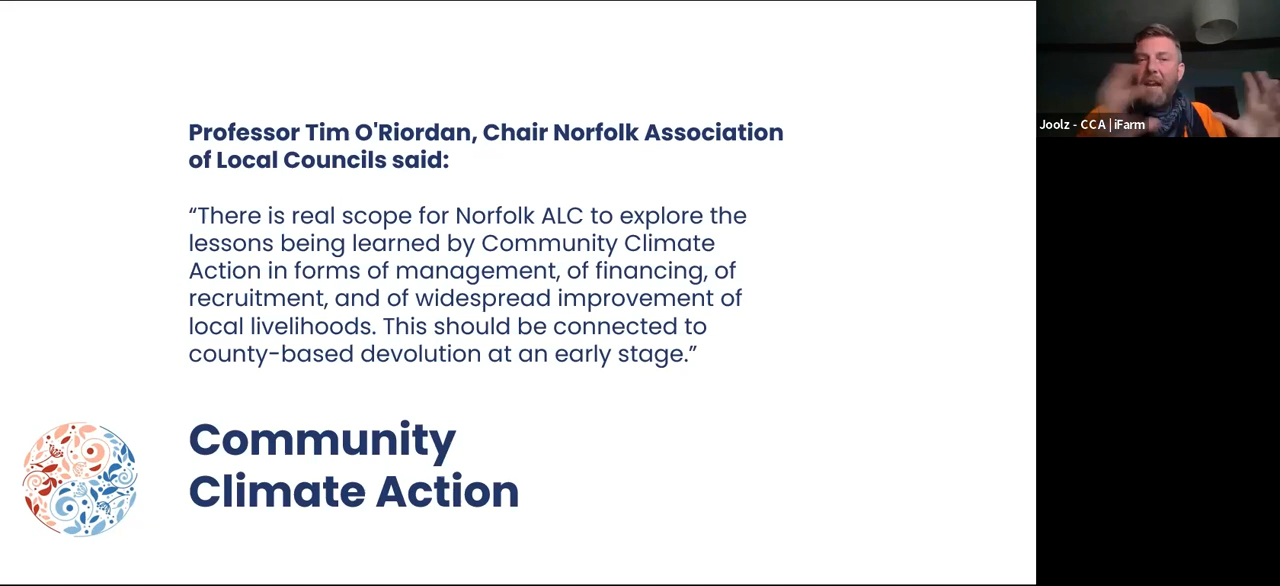 Professor Tim O'Riordan, Chair Norfolk Association
of Local Councils said:
“There is real scope for Norfolk ALC to explore the
lessons being learned by Community Climate
Action in forms of management, of financing, of
recruitment, and of widespread improvement of
local livelihoods. This should be connected to
county-based devolution at an early stage.”
Community
Climate Action
Joolz - CCA | iFarm